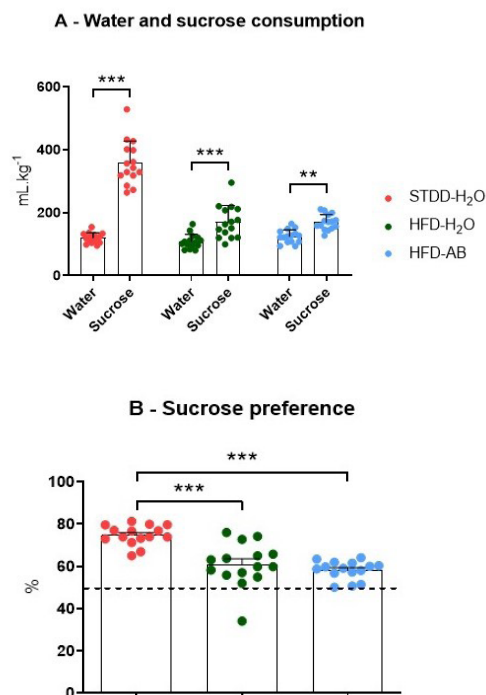 A - Water and sucrose consumption
600
400
200
0
mL.kg-1
***
***
**
Water
Sucrose
Water
Sucrose
Water
Sucrose
STDD-H₂O
HFD-H₂O
HFD-AB
B - Sucrose preference
100
80
60
40
20
0
%
***
***